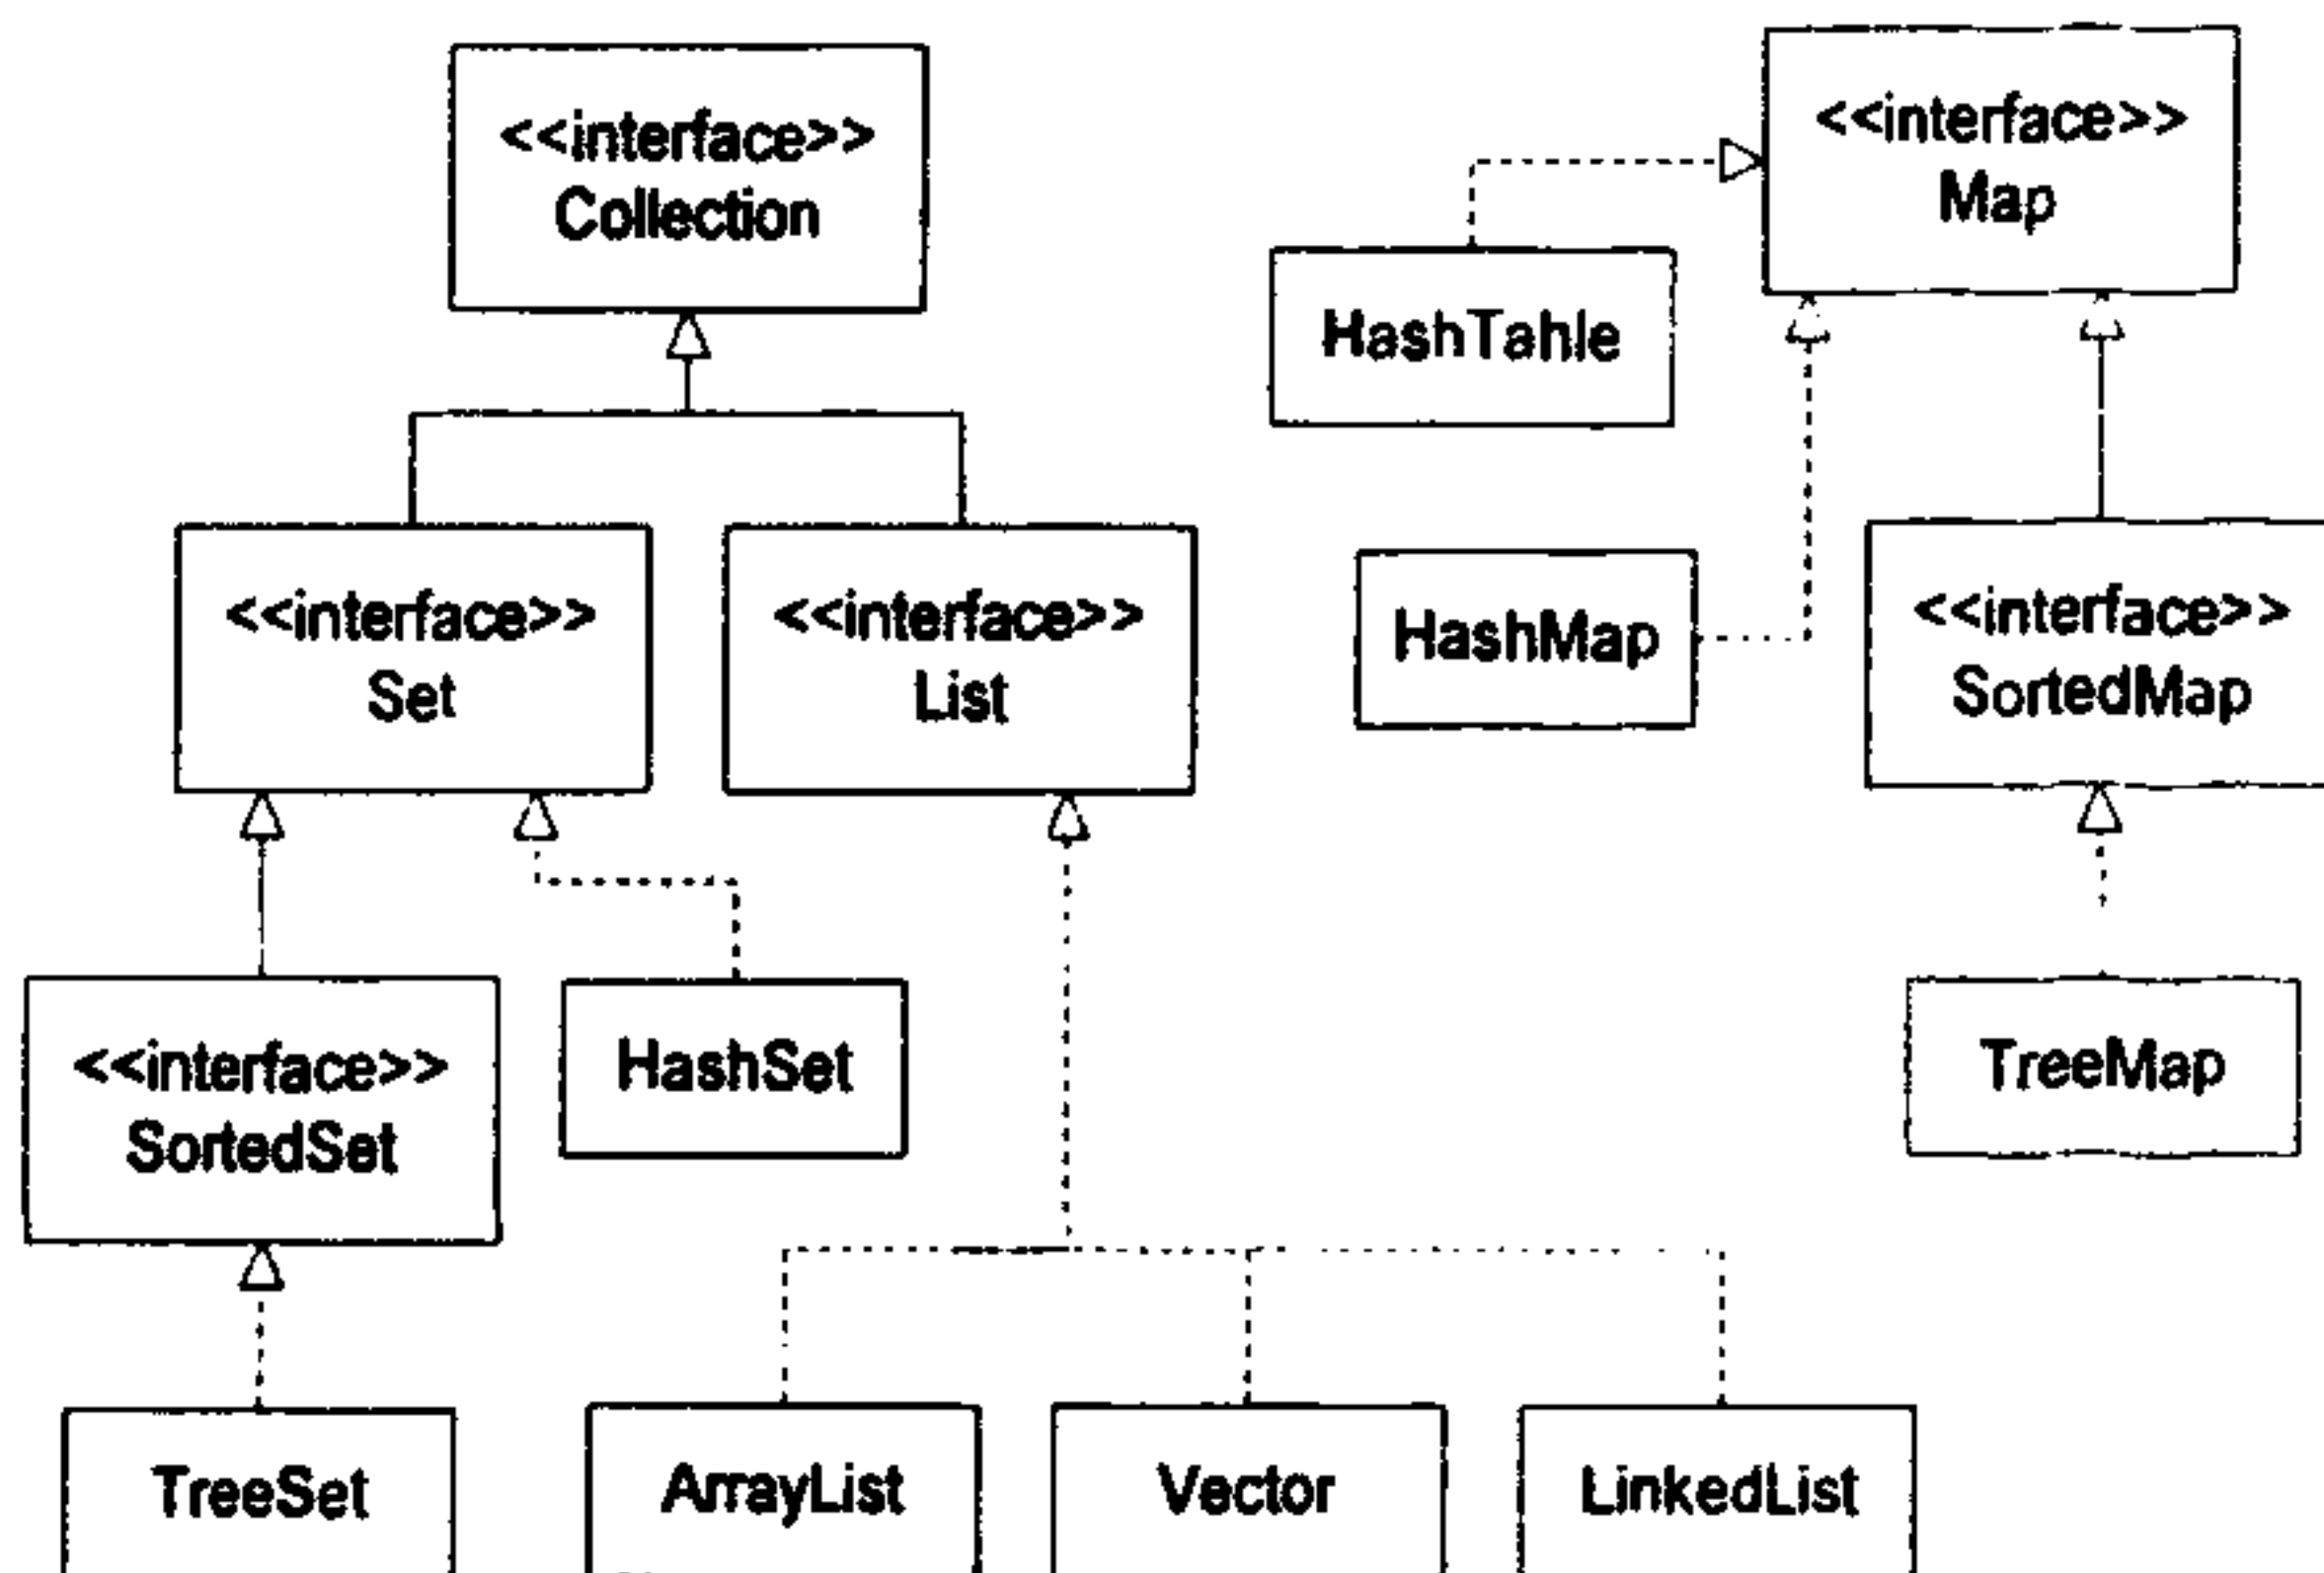 <<interface>>
Collection
<<interface>>
Map
HashTahle
<<interface>>
Set
<<interface>>
List
HashMap
<<interface>>
SortedMap
<<interface>>
SortedSet
HashSet
TreeMap
TreeSet
ArrayList
Vector
LinkedList